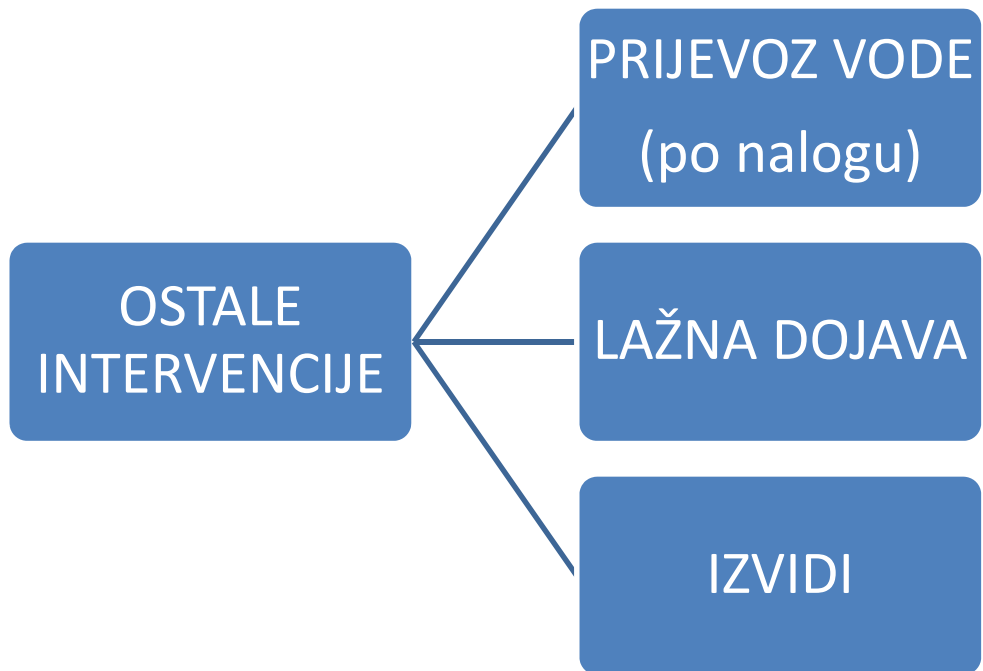 OSTALE
INTERVENCIJE
PRIJEVOZ VODE
(po nalogu)
LAŽNA DOJAVA
IZVIDI